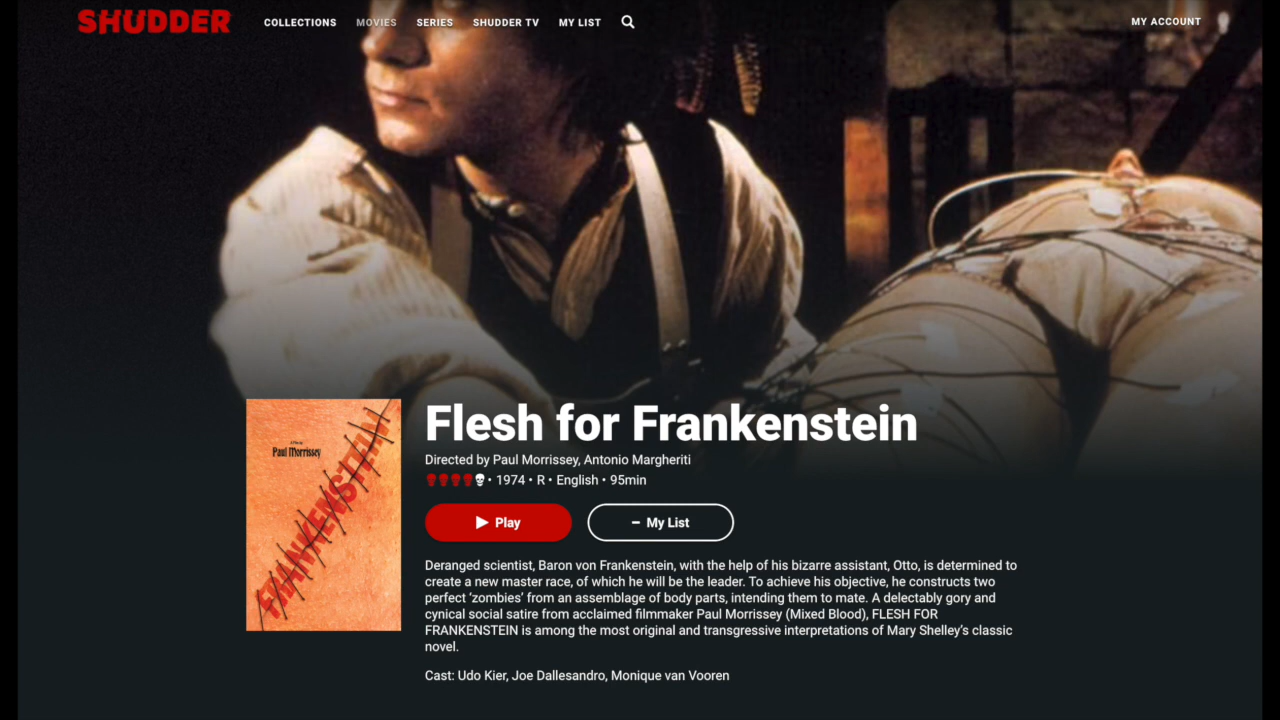 SHUDDER
COLLECTIONS MOVIES SERIES SHUDDER TV MY LIST
MY ACCOUNT
A Film by
Paul Morrissey
FRANKENSTEIN
Flesh for Frankenstein
Directed by Paul Morrissey, Antonio Margheriti
• 1974 • R • English • 95min
Play
− My List
Deranged scientist, Baron von Frankenstein, with the help of his bizarre assistant, Otto, is determined to
create a new master race, of which he will be the leader. To achieve his objective, he constructs two
perfect ‘zombies’ from an assemblage of body parts, intending them to mate. A delectably gory and
cynical social satire from acclaimed filmmaker Paul Morrissey (Mixed Blood), FLESH FOR
FRANKENSTEIN is among the most original and transgressive interpretations of Mary Shelley’s classic
novel.
Cast: Udo Kier, Joe Dallesandro, Monique van Vooren